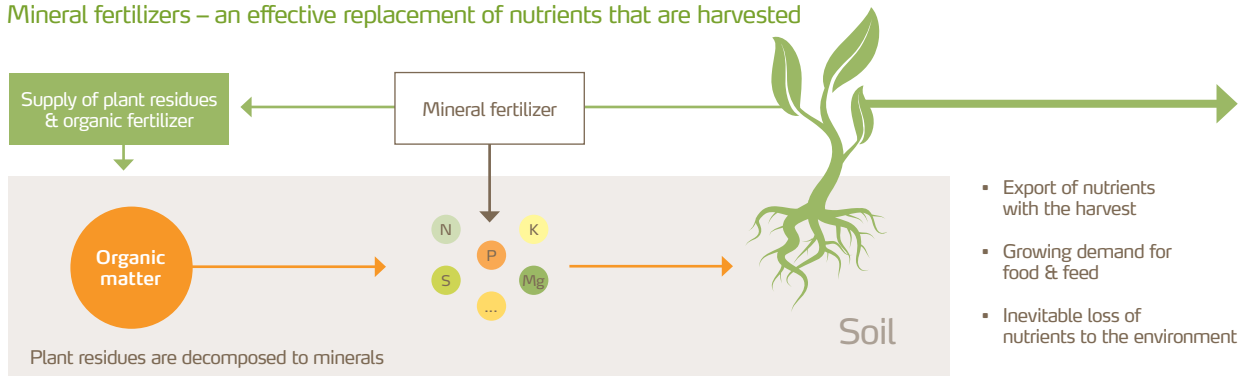 Mineral fertilizers – an effective replacement of nutrients that are harvested
Supply of plant residues
& organic fertilizer
Mineral fertilizer
Organic
matter
N
K
P
S
Mg
...
Soil
Plant residues are decomposed to minerals
▪ Export of nutrients
with the harvest
▪ Growing demand for
food & feed
▪ Inevitable loss of
nutrients to the environment